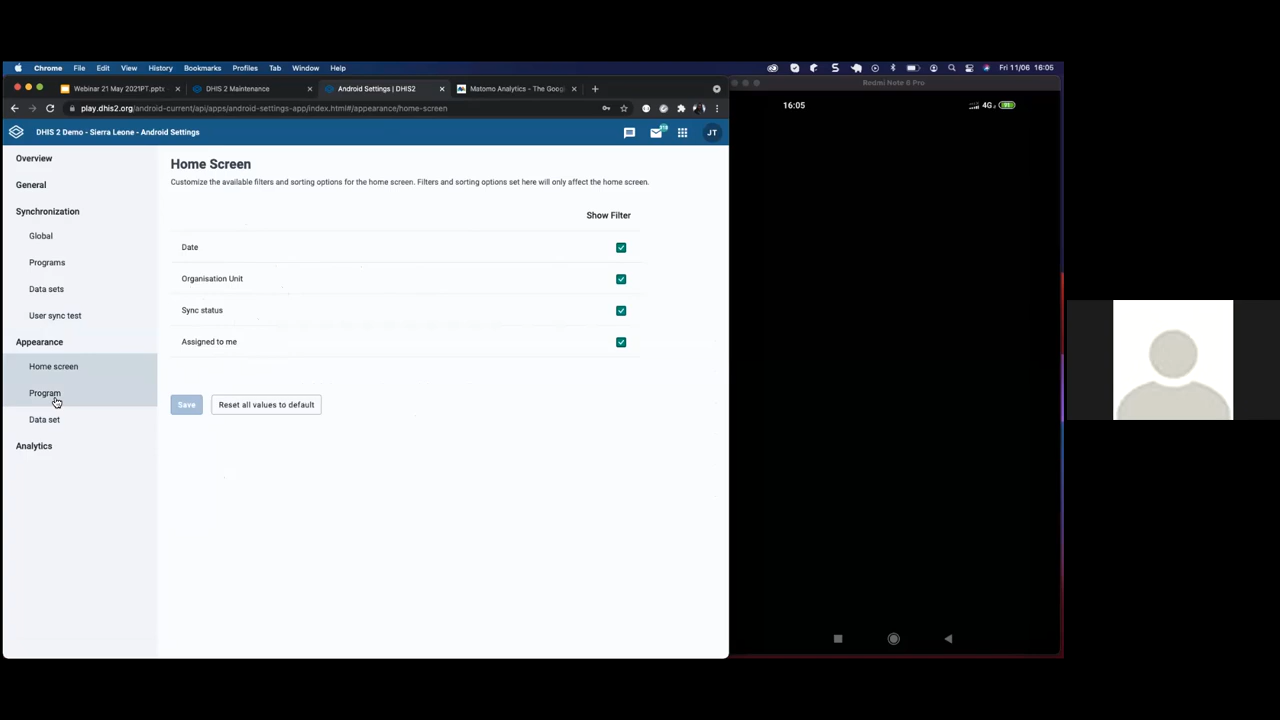 Chrome File Edit View History Bookmarks Profiles Tab Window Help
Fri 11/06 16:05
Webinar 21 May 2021PT.pptx
DHIS 2 Maintenance
Android Settings | DHIS2
Matomo Analytics - The Goog
play.dhis2.org/android-current/api/apps/android-settings-app/index.html#/appearance/home-screen
DHIS 2 Demo - Sierra Leone - Android Settings
JT
Overview
General
Synchronization
Global
Programs
Data sets
User sync test
Appearance
Home screen
Program
Data set
Analytics
Home Screen
Customize the available filters and sorting options for the home screen. Filters and sorting options set here will only affect the home screen.
Show Filter
Date
Organisation Unit
Sync status
Assigned to me
Save
Reset all values to default
Redmi Note 6 Pro
16:05
4G